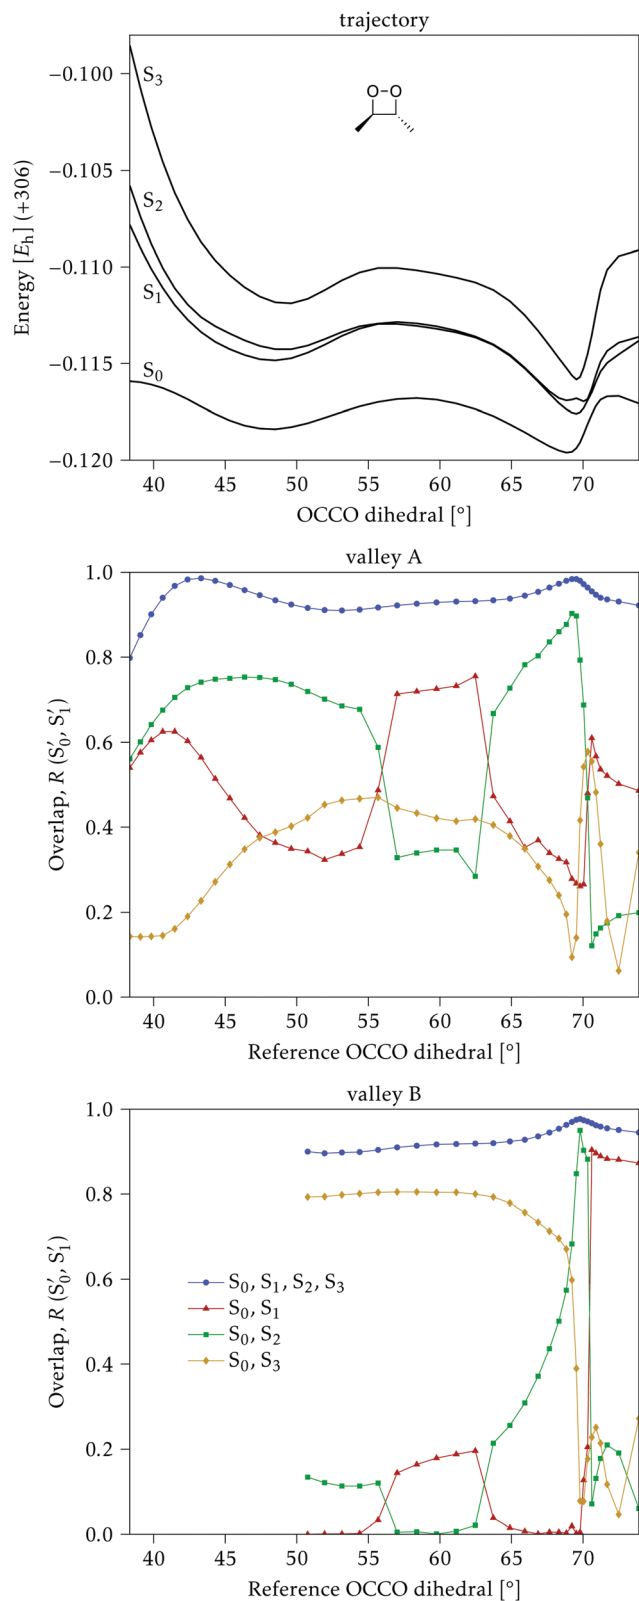 trajectory
Energy [Eₕ] (+306)
−0.100
−0.105
−0.110
−0.115
−0.120
S₃
S₂
S₁
S₀
O–O
40 45 50 55 60 65 70
OCCO dihedral [°]
valley A
Overlap, R (S₀′, S₁′)
1.0
0.8
0.6
0.4
0.2
0.0
40 45 50 55 60 65 70
Reference OCCO dihedral [°]
valley B
Overlap, R (S₀′, S₁′)
1.0
0.8
0.6
0.4
0.2
0.0
S₀, S₁, S₂, S₃
S₀, S₁
S₀, S₂
S₀, S₃
40 45 50 55 60 65 70
Reference OCCO dihedral [°]